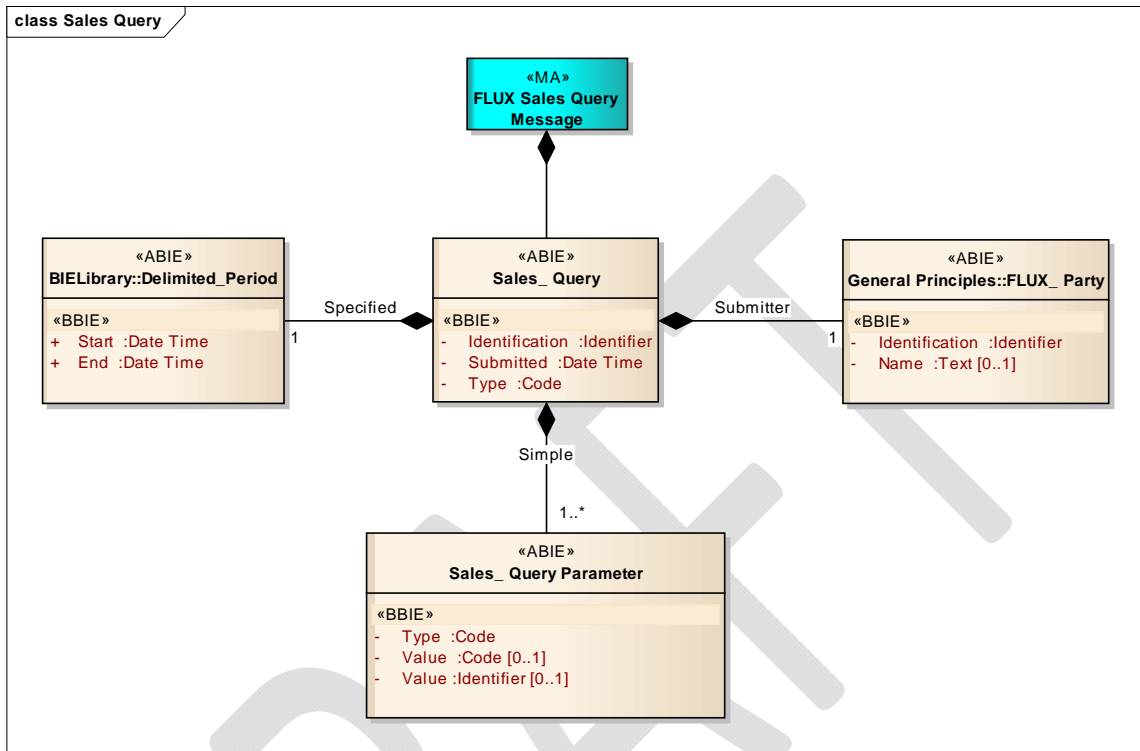 class Sales Query
«MA»
FLUX Sales Query
Message
«ABIE»
BIELibrary::Delimited_Period
«BBIE»
+ Start :Date Time
+ End :Date Time
Specified
1
«ABIE»
Sales_ Query
«BBIE»
- Identification :Identifier
- Submitted :Date Time
- Type :Code
Submitter
1
«ABIE»
General Principles::FLUX_ Party
«BBIE»
- Identification :Identifier
- Name :Text [0..1]
Simple
1..*
«ABIE»
Sales_ Query Parameter
«BBIE»
- Type :Code
- Value :Code [0..1]
- Value :Identifier [0..1]
DRAFT